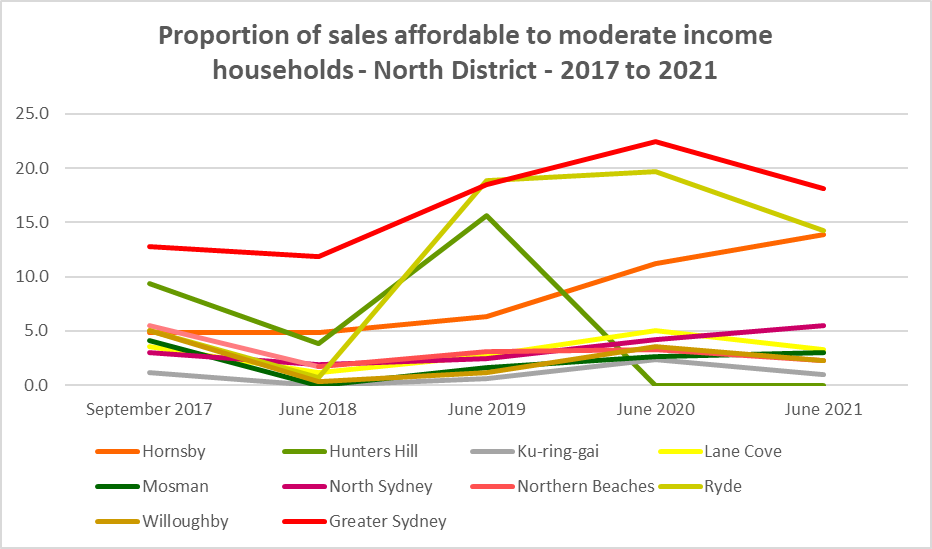 Proportion of sales affordable to moderate income
households - North District - 2017 to 2021
25.0
20.0
15.0
10.0
5.0
0.0
September 2017 June 2018 June 2019 June 2020 June 2021
Hornsby Hunters Hill Ku-ring-gai Lane Cove
Mosman North Sydney Northern Beaches Ryde
Willoughby Greater Sydney